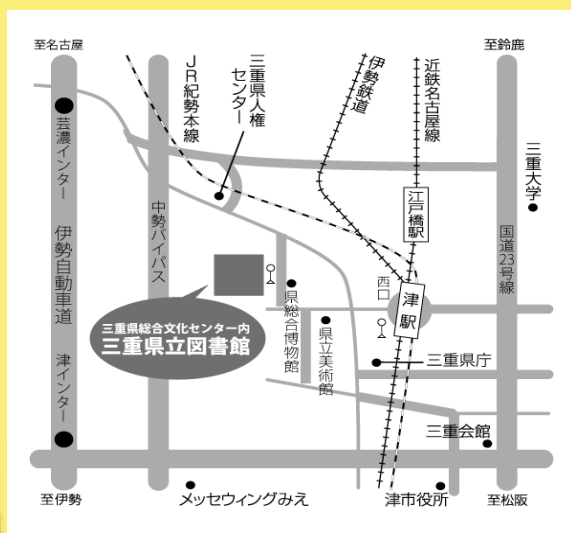 至名古屋
至鈴鹿
JR紀勢本線
三重県人権
センター
伊勢鉄道
近鉄名古屋線
芸濃インター
三重大学
江戸橋駅
中勢バイパス
伊勢自動車道
国道23号線
西口
津駅
県総合博物館
県立美術館
三重県総合文化センター内
三重県立図書館
三重県庁
津インター
三重会館
至伊勢
メッセウィングみえ
津市役所
至松阪